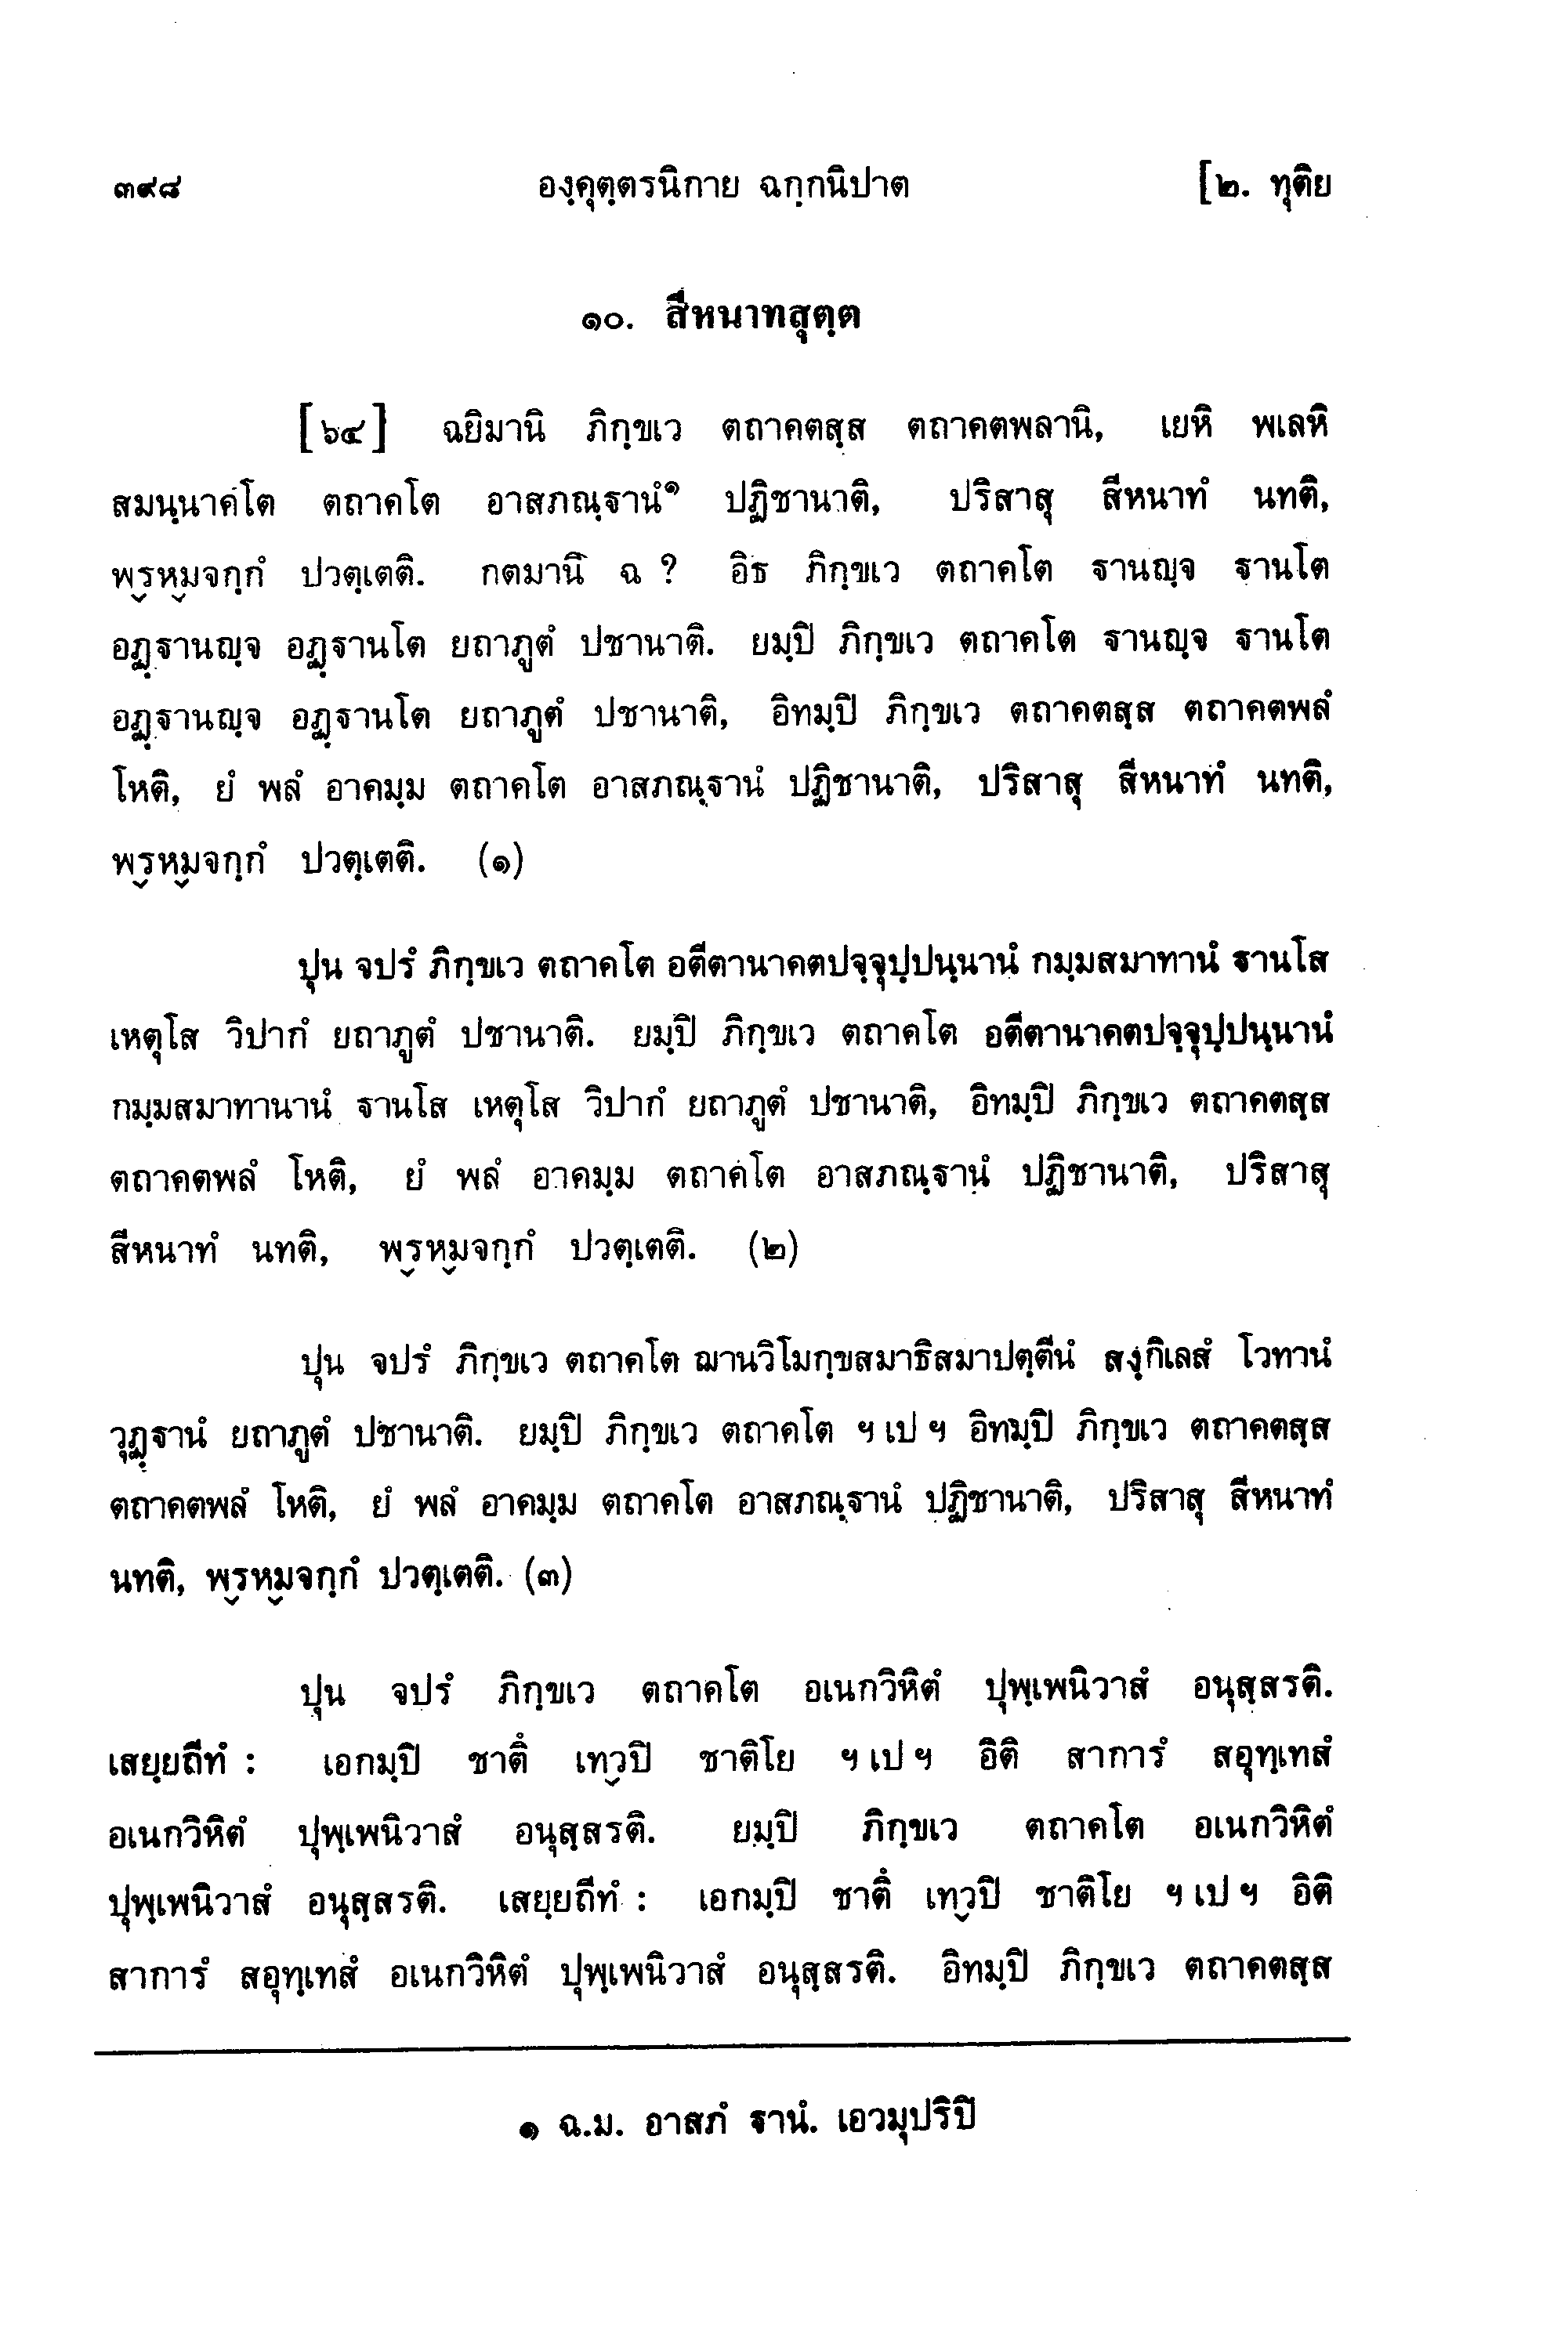 ๓๙๘ องฺคุตฺตรนิกาย ฉกฺกนิปาต [๒. ทุติย
๑๐. สีหนาทสุตฺต
[๖๔] ฉยิมานิ ภิกฺขเว ตถาคตสฺส ตถาคตพลานิ, เยหิ พเลหิ
สมนฺนาคโต ตถาคโต อาสภณฺฐานํ๑ ปฏิชานาติ, ปริสาสุ สีหนาทํ นทติ,
พฺรหฺมจกฺกํ ปวตฺเตติ. กตมานิ ฉ ? อิธ ภิกฺขเว ตถาคโต ฐานญฺจ ฐานโต
อฏฺฐานญฺจ อฏฺฐานโต ยถาภูตํ ปชานาติ. ยมฺปิ ภิกฺขเว ตถาคโต ฐานญฺจ ฐานโต
อฏฺฐานญฺจ อฏฺฐานโต ยถาภูตํ ปชานาติ, อิทมฺปิ ภิกฺขเว ตถาคตสฺส ตถาคตพลํ
โหติ, ยํ พลํ อาคมฺม ตถาคโต อาสภณฺฐานํ ปฏิชานาติ, ปริสาสุ สีหนาทํ นทติ,
พฺรหฺมจกฺกํ ปวตฺเตติ. (๑)
ปุน จปรํ ภิกฺขเว ตถาคโต อตีตานาคตปจฺจุปฺปนฺนานํ กมฺมสมาทานํ ฐานโส
เหตุโส วิปากํ ยถาภูตํ ปชานาติ. ยมฺปิ ภิกฺขเว ตถาคโต อตีตานาคตปจฺจุปฺปนฺนานํ
กมฺมสมาทานานํ ฐานโส เหตุโส วิปากํ ยถาภูตํ ปชานาติ, อิทมฺปิ ภิกฺขเว ตถาคตสฺส
ตถาคตพลํ โหติ, ยํ พลํ อาคมฺม ตถาคโต อาสภณฺฐานํ ปฏิชานาติ, ปริสาสุ
สีหนาทํ นทติ, พฺรหฺมจกฺกํ ปวตฺเตติ. (๒)
ปุน จปรํ ภิกฺขเว ตถาคโต ฌานวิโมกฺขสมาธิสมาปตฺตีนํ สงฺกิเลสํ โวทานํ
วุฏฺฐานํ ยถาภูตํ ปชานาติ. ยมฺปิ ภิกฺขเว ตถาคโต ฯ เป ฯ อิทมฺปิ ภิกฺขเว ตถาคตสฺส
ตถาคตพลํ โหติ, ยํ พลํ อาคมฺม ตถาคโต อาสภณฺฐานํ ปฏิชานาติ, ปริสาสุ สีหนาทํ
นทติ, พฺรหฺมจกฺกํ ปวตฺเตติ. (๓)
ปุน จปรํ ภิกฺขเว ตถาคโต อเนกวิหิตํ ปุพฺเพนิวาสํ อนุสฺสรติ.
เสยฺยถีทํ : เอกมฺปิ ชาตึ เทฺวปิ ชาติโย ฯ เป ฯ อิติ สาการํ สอุทฺเทสํ
อเนกวิหิตํ ปุพฺเพนิวาสํ อนุสฺสรติ. ยมฺปิ ภิกฺขเว ตถาคโต อเนกวิหิตํ
ปุพฺเพนิวาสํ อนุสฺสรติ. เสยฺยถีทํ : เอกมฺปิ ชาตึ เทฺวปิ ชาติโย ฯ เป ฯ อิติ
สาการํ สอุทฺเทสํ อเนกวิหิตํ ปุพฺเพนิวาสํ อนุสฺสรติ. อิทมฺปิ ภิกฺขเว ตถาคตสฺส
๑ ฉ.ม. อาสภํ ฐานํ. เอวมุปริปิ